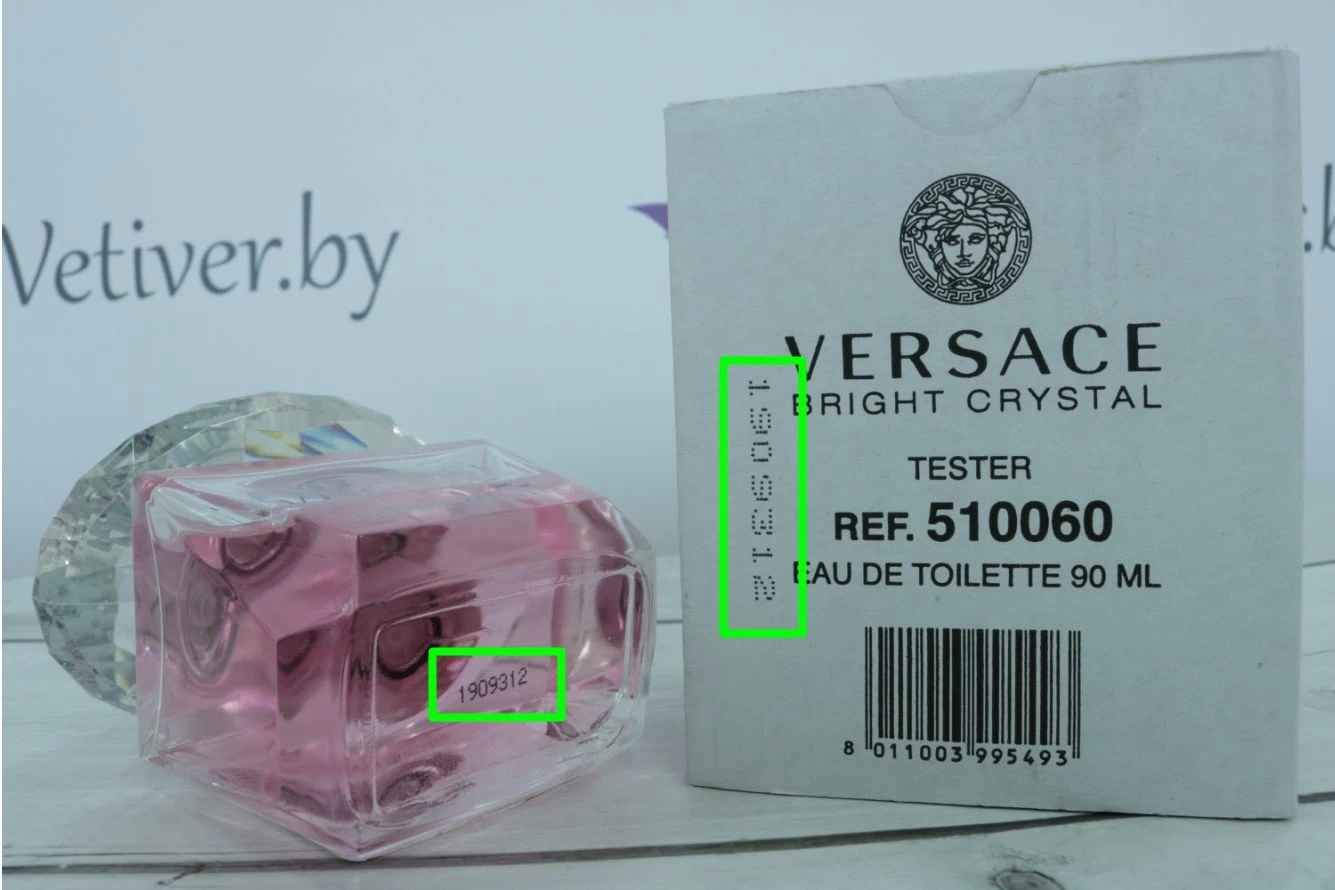 Vetiver.by
VERSACE
BRIGHT CRYSTAL
TESTER
REF. 510060
EAU DE TOILETTE 90 ML
8 011003 995493
1909312
1909312